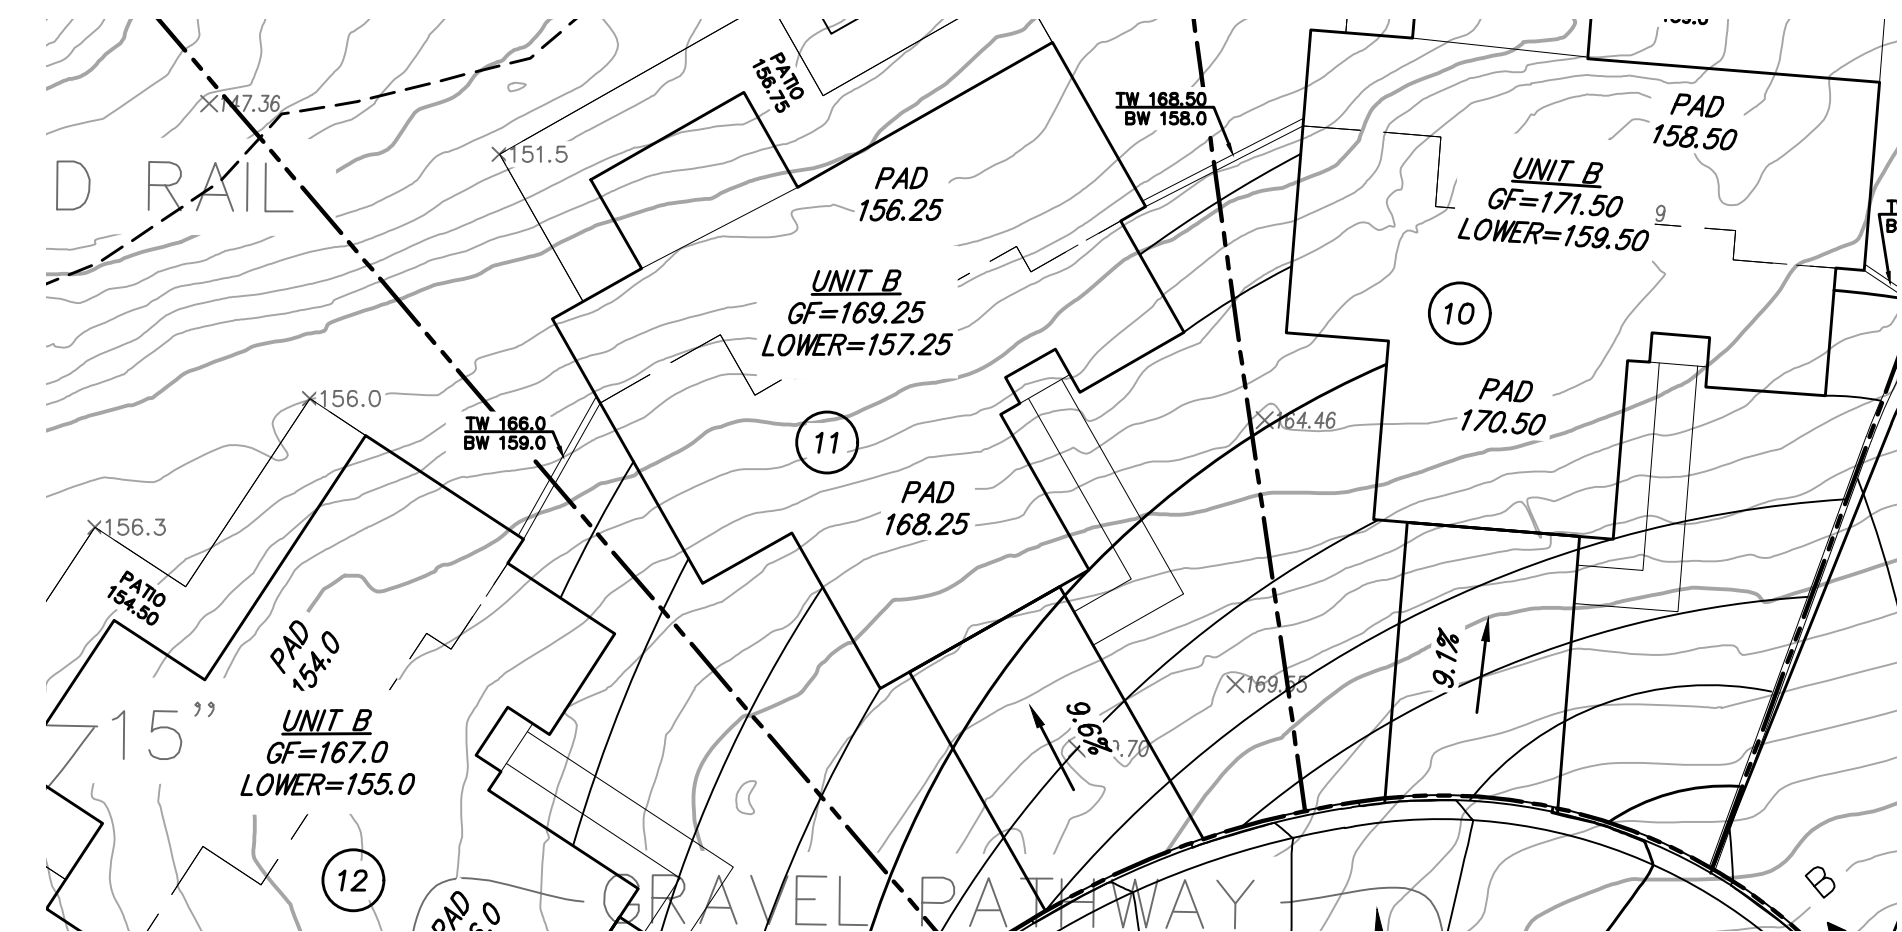 147.36
D RAIL
151.5
PATIO
156.75
PAD
156.25
UNIT B
GF=169.25
LOWER=157.25
11
PAD
168.25
TW 168.50
BW 158.0
PAD
158.50
UNIT B
GF=171.50
LOWER=159.50
9
10
PAD
170.50
164.46
156.0
TW 166.0
BW 159.0
156.3
PATIO
154.50
PAD
154.0
15”
UNIT B
GF=167.0
LOWER=155.0
12
PAD
169.55
9.6%
.70
9.1%
GRAVEL PATHWAY
B